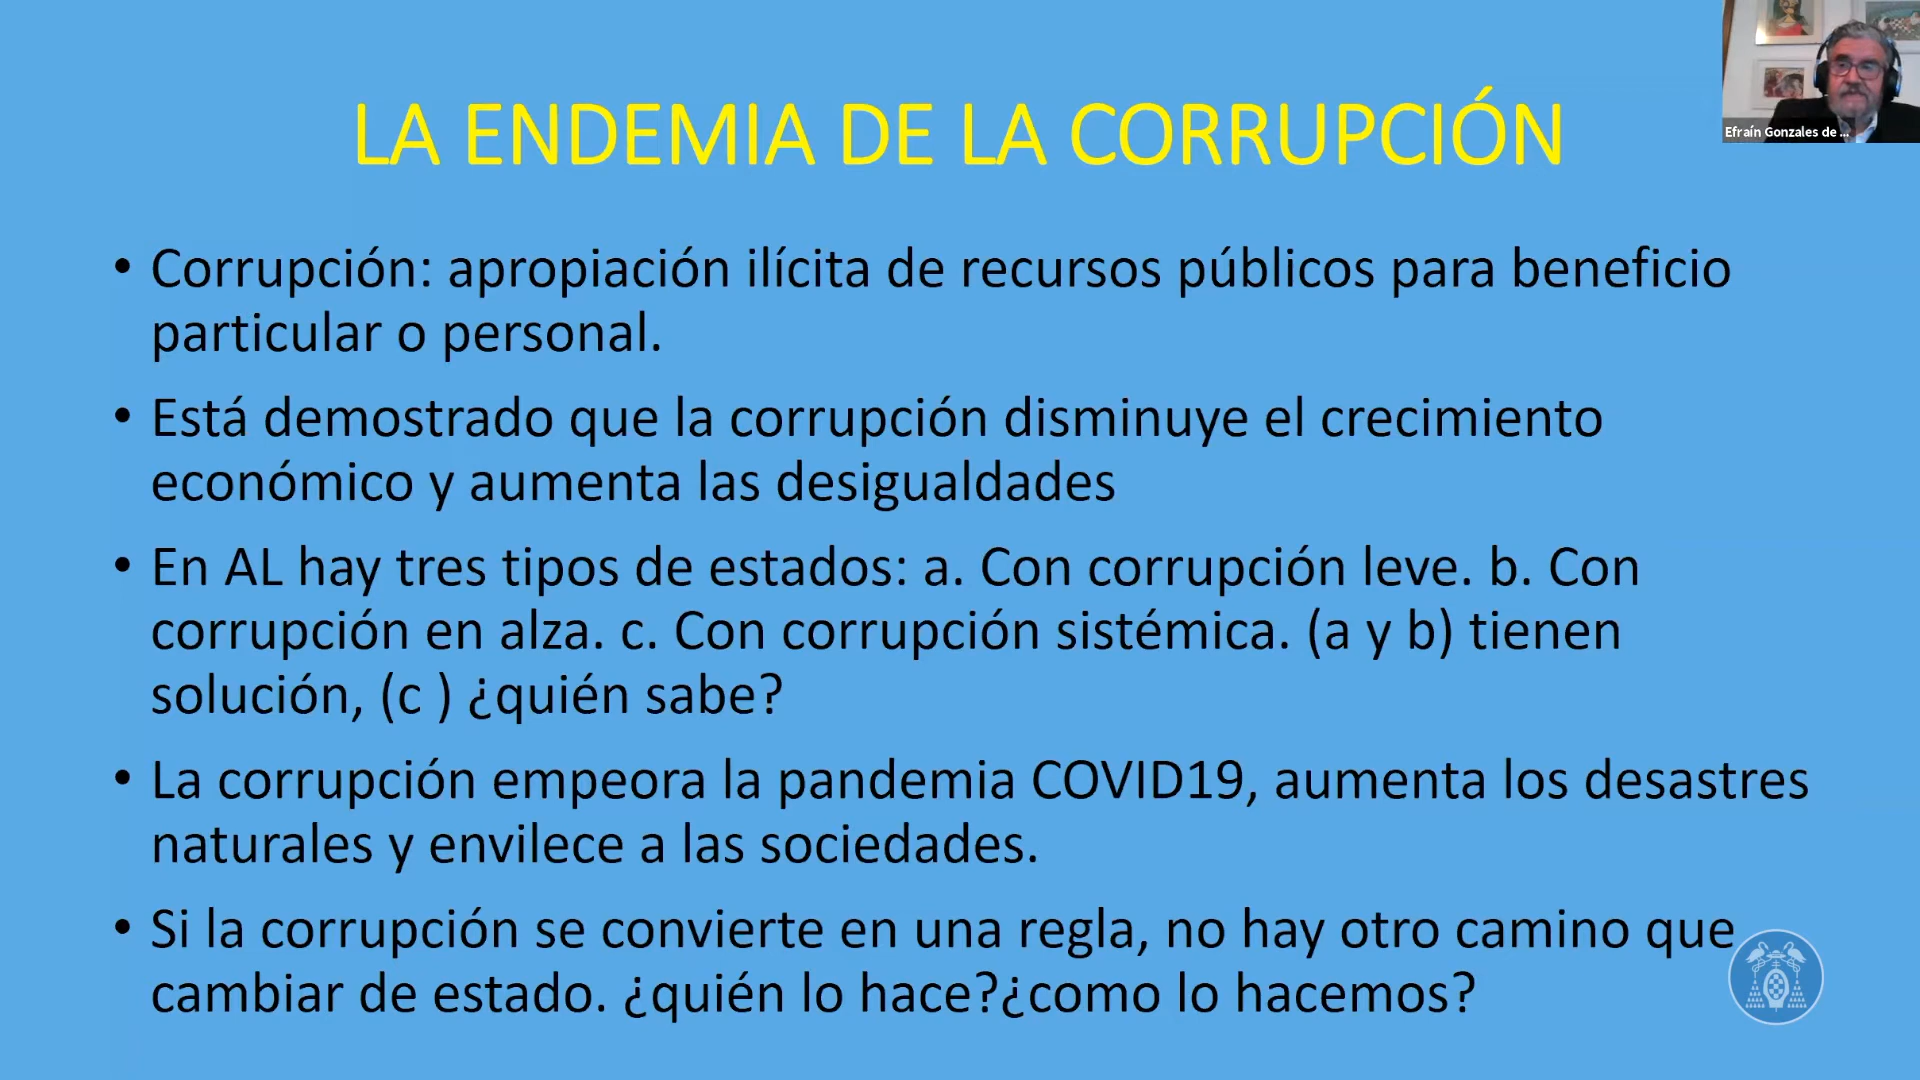 LA ENDEMIA DE LA CORRUPCIÓN
Efraín Gonzales de ...
• Corrupción: apropiación ilícita de recursos públicos para beneficio
particular o personal.
• Está demostrado que la corrupción disminuye el crecimiento
económico y aumenta las desigualdades
• En AL hay tres tipos de estados: a. Con corrupción leve. b. Con
corrupción en alza. c. Con corrupción sistémica. (a y b) tienen
solución, (c ) ¿quién sabe?
• La corrupción empeora la pandemia COVID19, aumenta los desastres
naturales y envilece a las sociedades.
• Si la corrupción se convierte en una regla, no hay otro camino que
cambiar de estado. ¿quién lo hace?¿como lo hacemos?